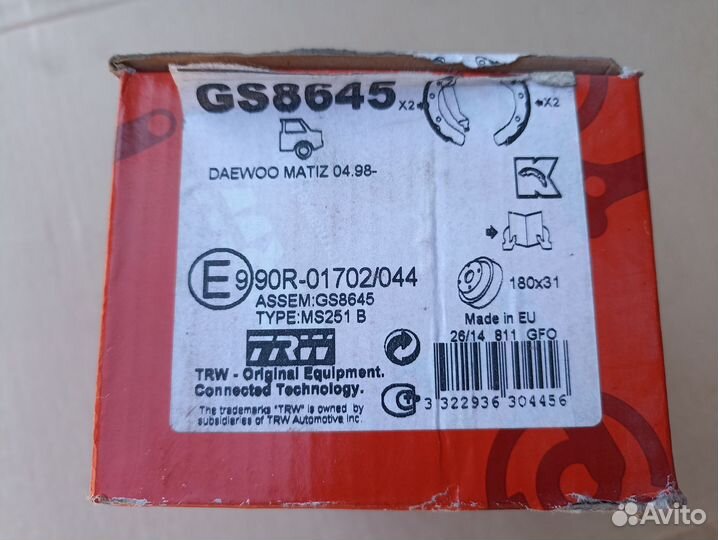 GS8645
X2
X2
DAEWOO MATIZ 04.98-
E9 90R-01702/044
ASSEM:GS8645
TYPE:MS251 B
180x31
Made in EU
26/14 811 GFO
TRW
TRW - Original Equipment.
Connected Technology.
The trademarks "TRW" is owned by
subsidiaries of TRW Automotive Inc.
3 322936 304456
Avito